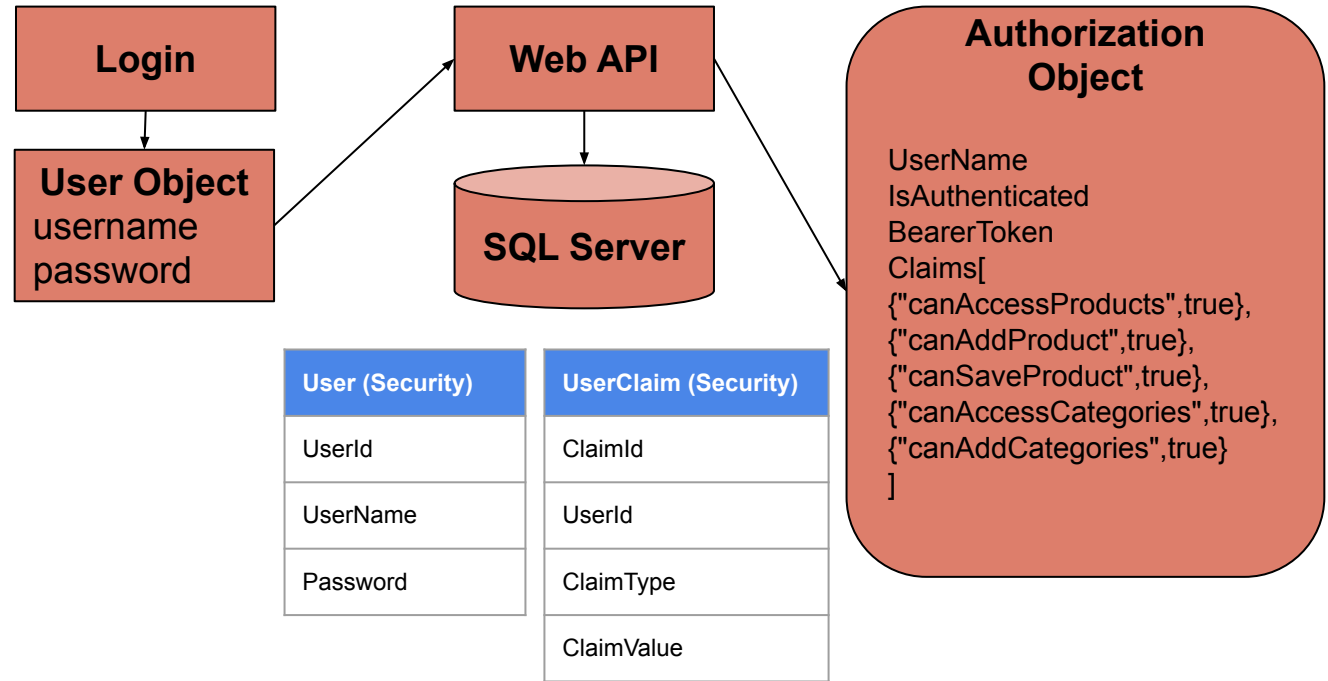 Login
User Object
username
password
Web API
SQL Server
Authorization
Object
UserName
IsAuthenticated
BearerToken
Claims[
{"canAccessProducts",true},
{"canAddProduct",true},
{"canSaveProduct",true},
{"canAccessCategories",true},
{"canAddCategories",true}
]
User (Security)
UserId
UserName
Password
UserClaim (Security)
ClaimId
UserId
ClaimType
ClaimValue